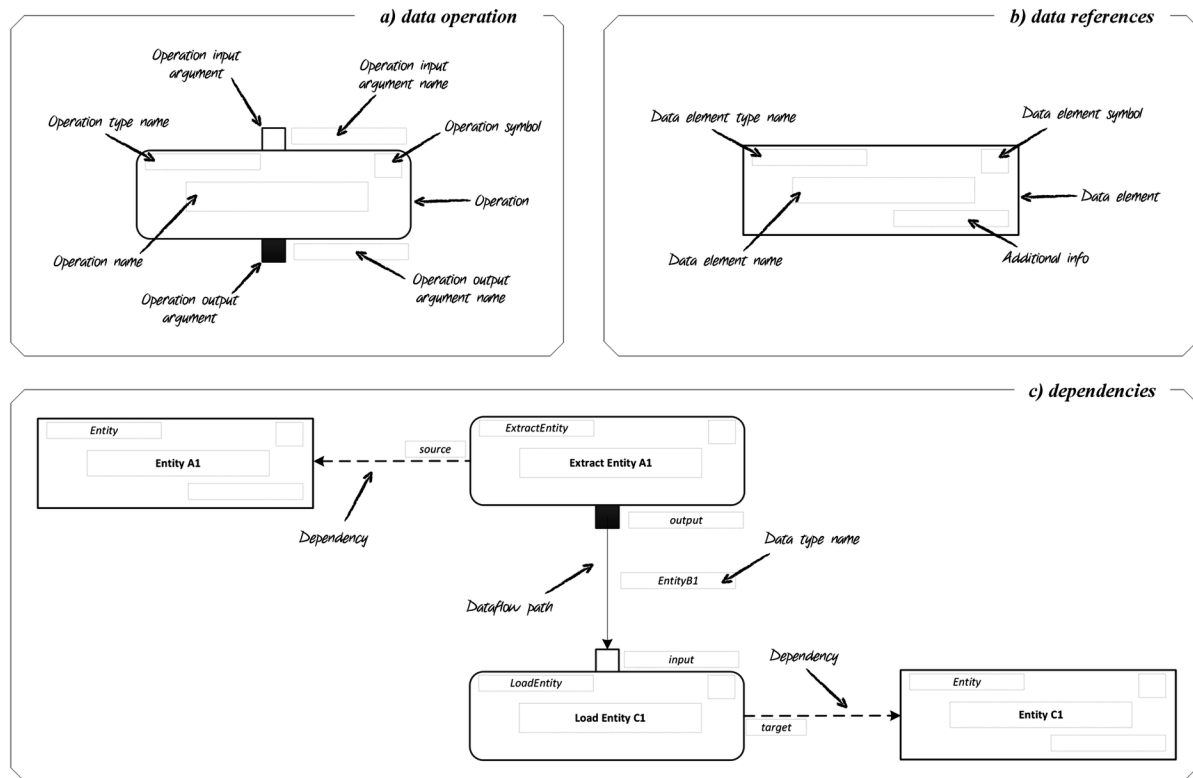 a) data operation
Operation input
argument
Operation input
argument name
Operation type name
Operation symbol
Operation
Operation name
Operation output
argument
Operation output
argument name
b) data references
Data element type name
Data element symbol
Data element
Data element name
Additional info
c) dependencies
Entity
Entity A1
source
Dependency
ExtractEntity
Extract Entity A1
output
Data type name
EntityB1
Dataflow path
input
LoadEntity
Load Entity C1
Dependency
target
Entity
Entity C1